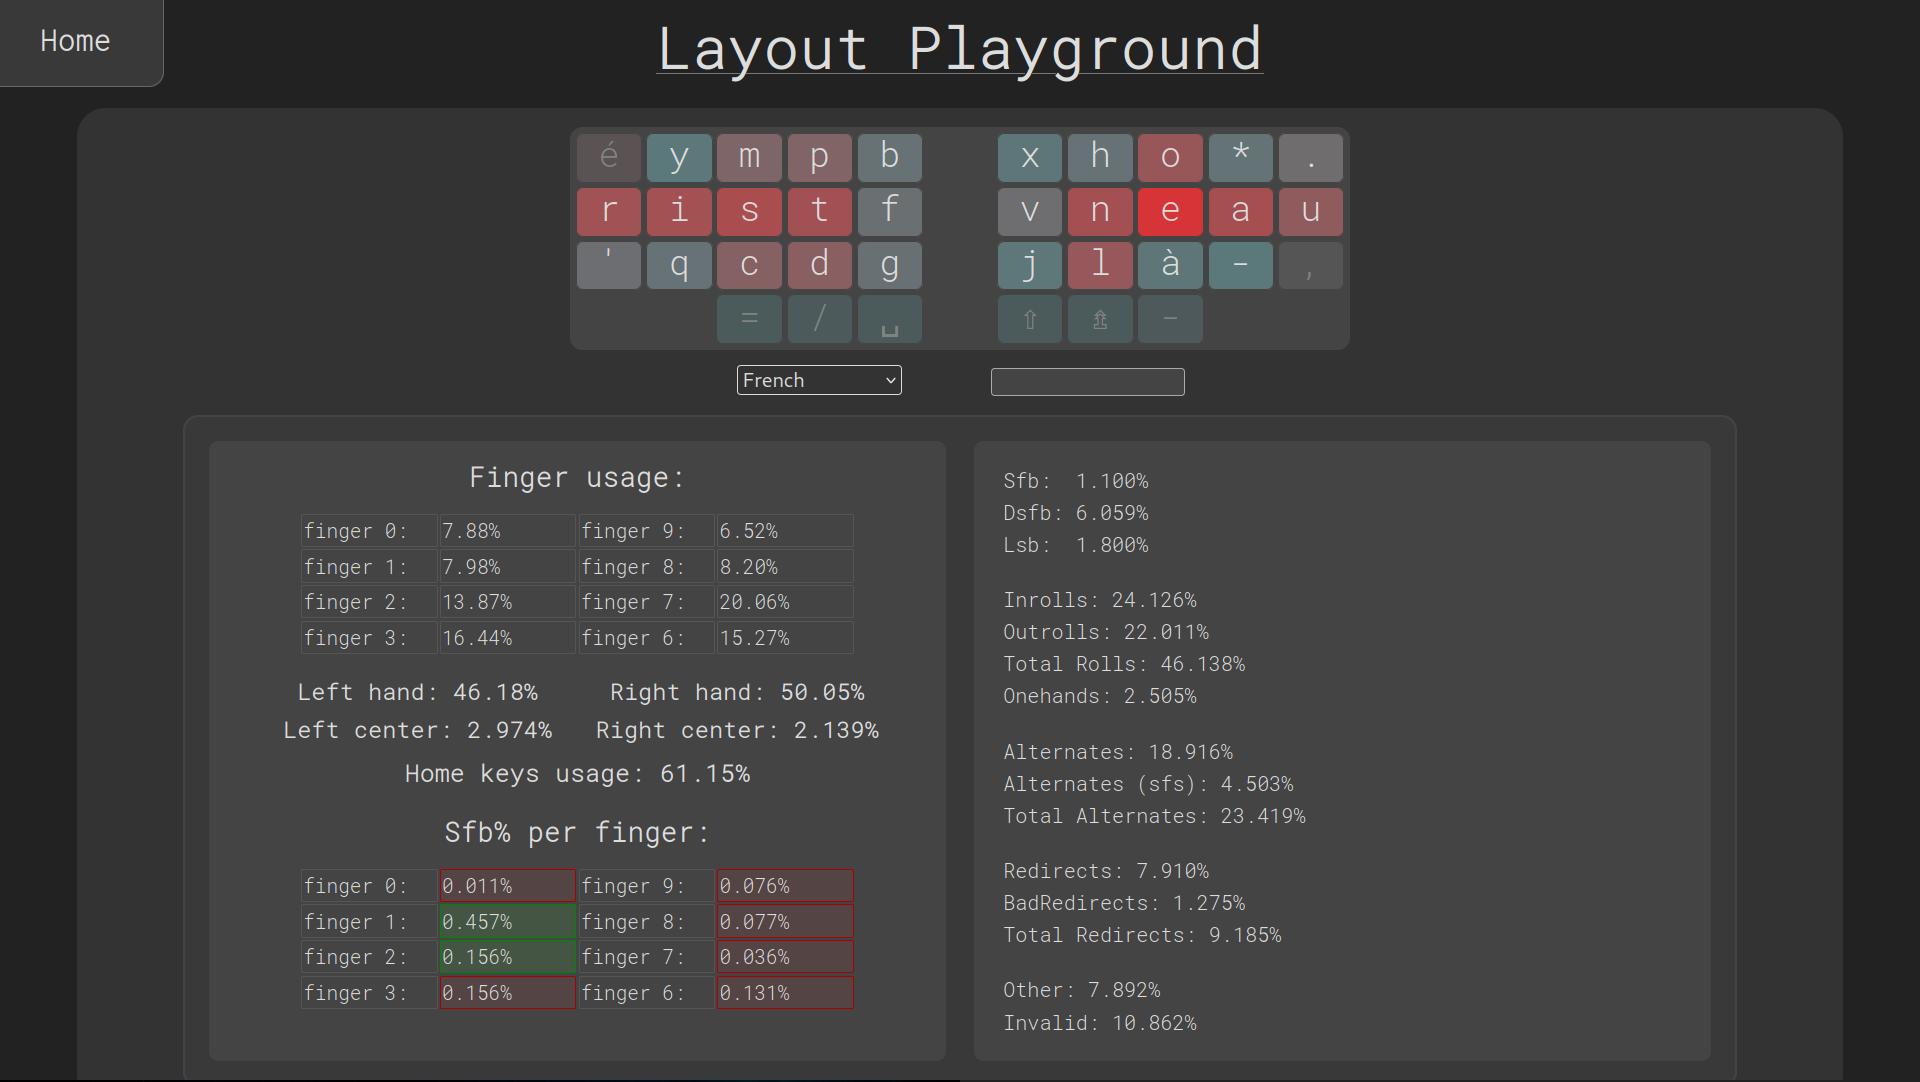 Home
Layout Playground
é y m p b x h o * .
r i s t f v n e a u
' q c d g j l à - ,
= / ␣ ⇧ ⇯ -
French
Finger usage:
finger 0: 7.88% finger 9: 6.52%
finger 1: 7.98% finger 8: 8.20%
finger 2: 13.87% finger 7: 20.06%
finger 3: 16.44% finger 6: 15.27%
Left hand: 46.18% Right hand: 50.05%
Left center: 2.974% Right center: 2.139%
Home keys usage: 61.15%
Sfb% per finger:
finger 0: 0.011% finger 9: 0.076%
finger 1: 0.457% finger 8: 0.077%
finger 2: 0.156% finger 7: 0.036%
finger 3: 0.156% finger 6: 0.131%
Sfb: 1.100%
Dsfb: 6.059%
Lsb: 1.800%
Inrolls: 24.126%
Outrolls: 22.011%
Total Rolls: 46.138%
Onehands: 2.505%
Alternates: 18.916%
Alternates (sfs): 4.503%
Total Alternates: 23.419%
Redirects: 7.910%
BadRedirects: 1.275%
Total Redirects: 9.185%
Other: 7.892%
Invalid: 10.862%